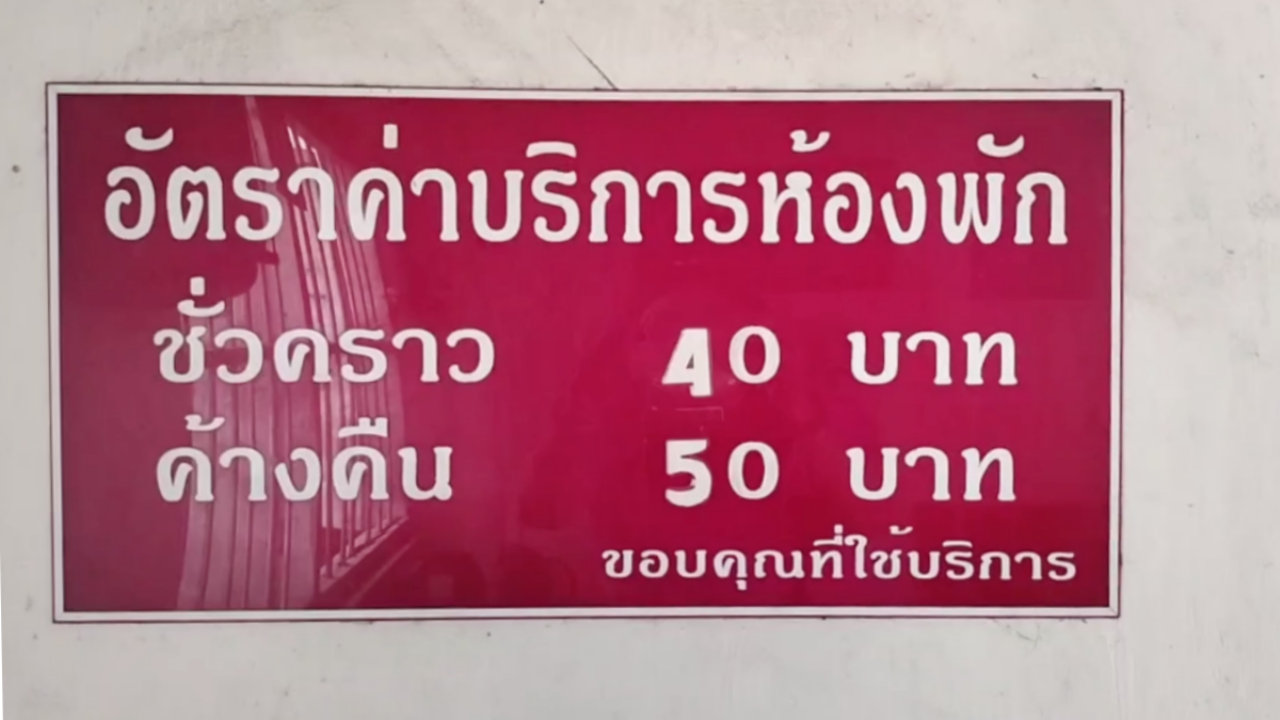 อัตราค่าบริการห้องพัก
ชั่วคราว 40 บาท
ค้างคืน 50 บาท
ขอบคุณที่ใช้บริการ